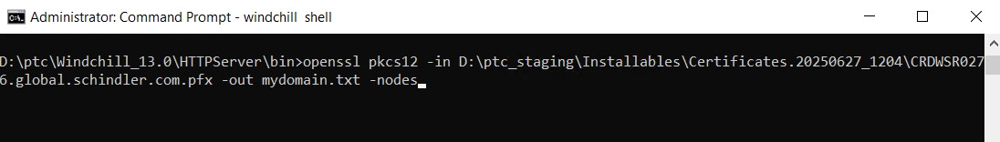 Administrator: Command Prompt - windchill  shell
D:\ptc\Windchill_13.0\HTTPServer\bin>openssl pkcs12 -in D:\ptc_staging\Installables\Certificates.20250627_1204\CRDWSR027
6.global.schindler.com.pfx -out mydomain.txt -nodes